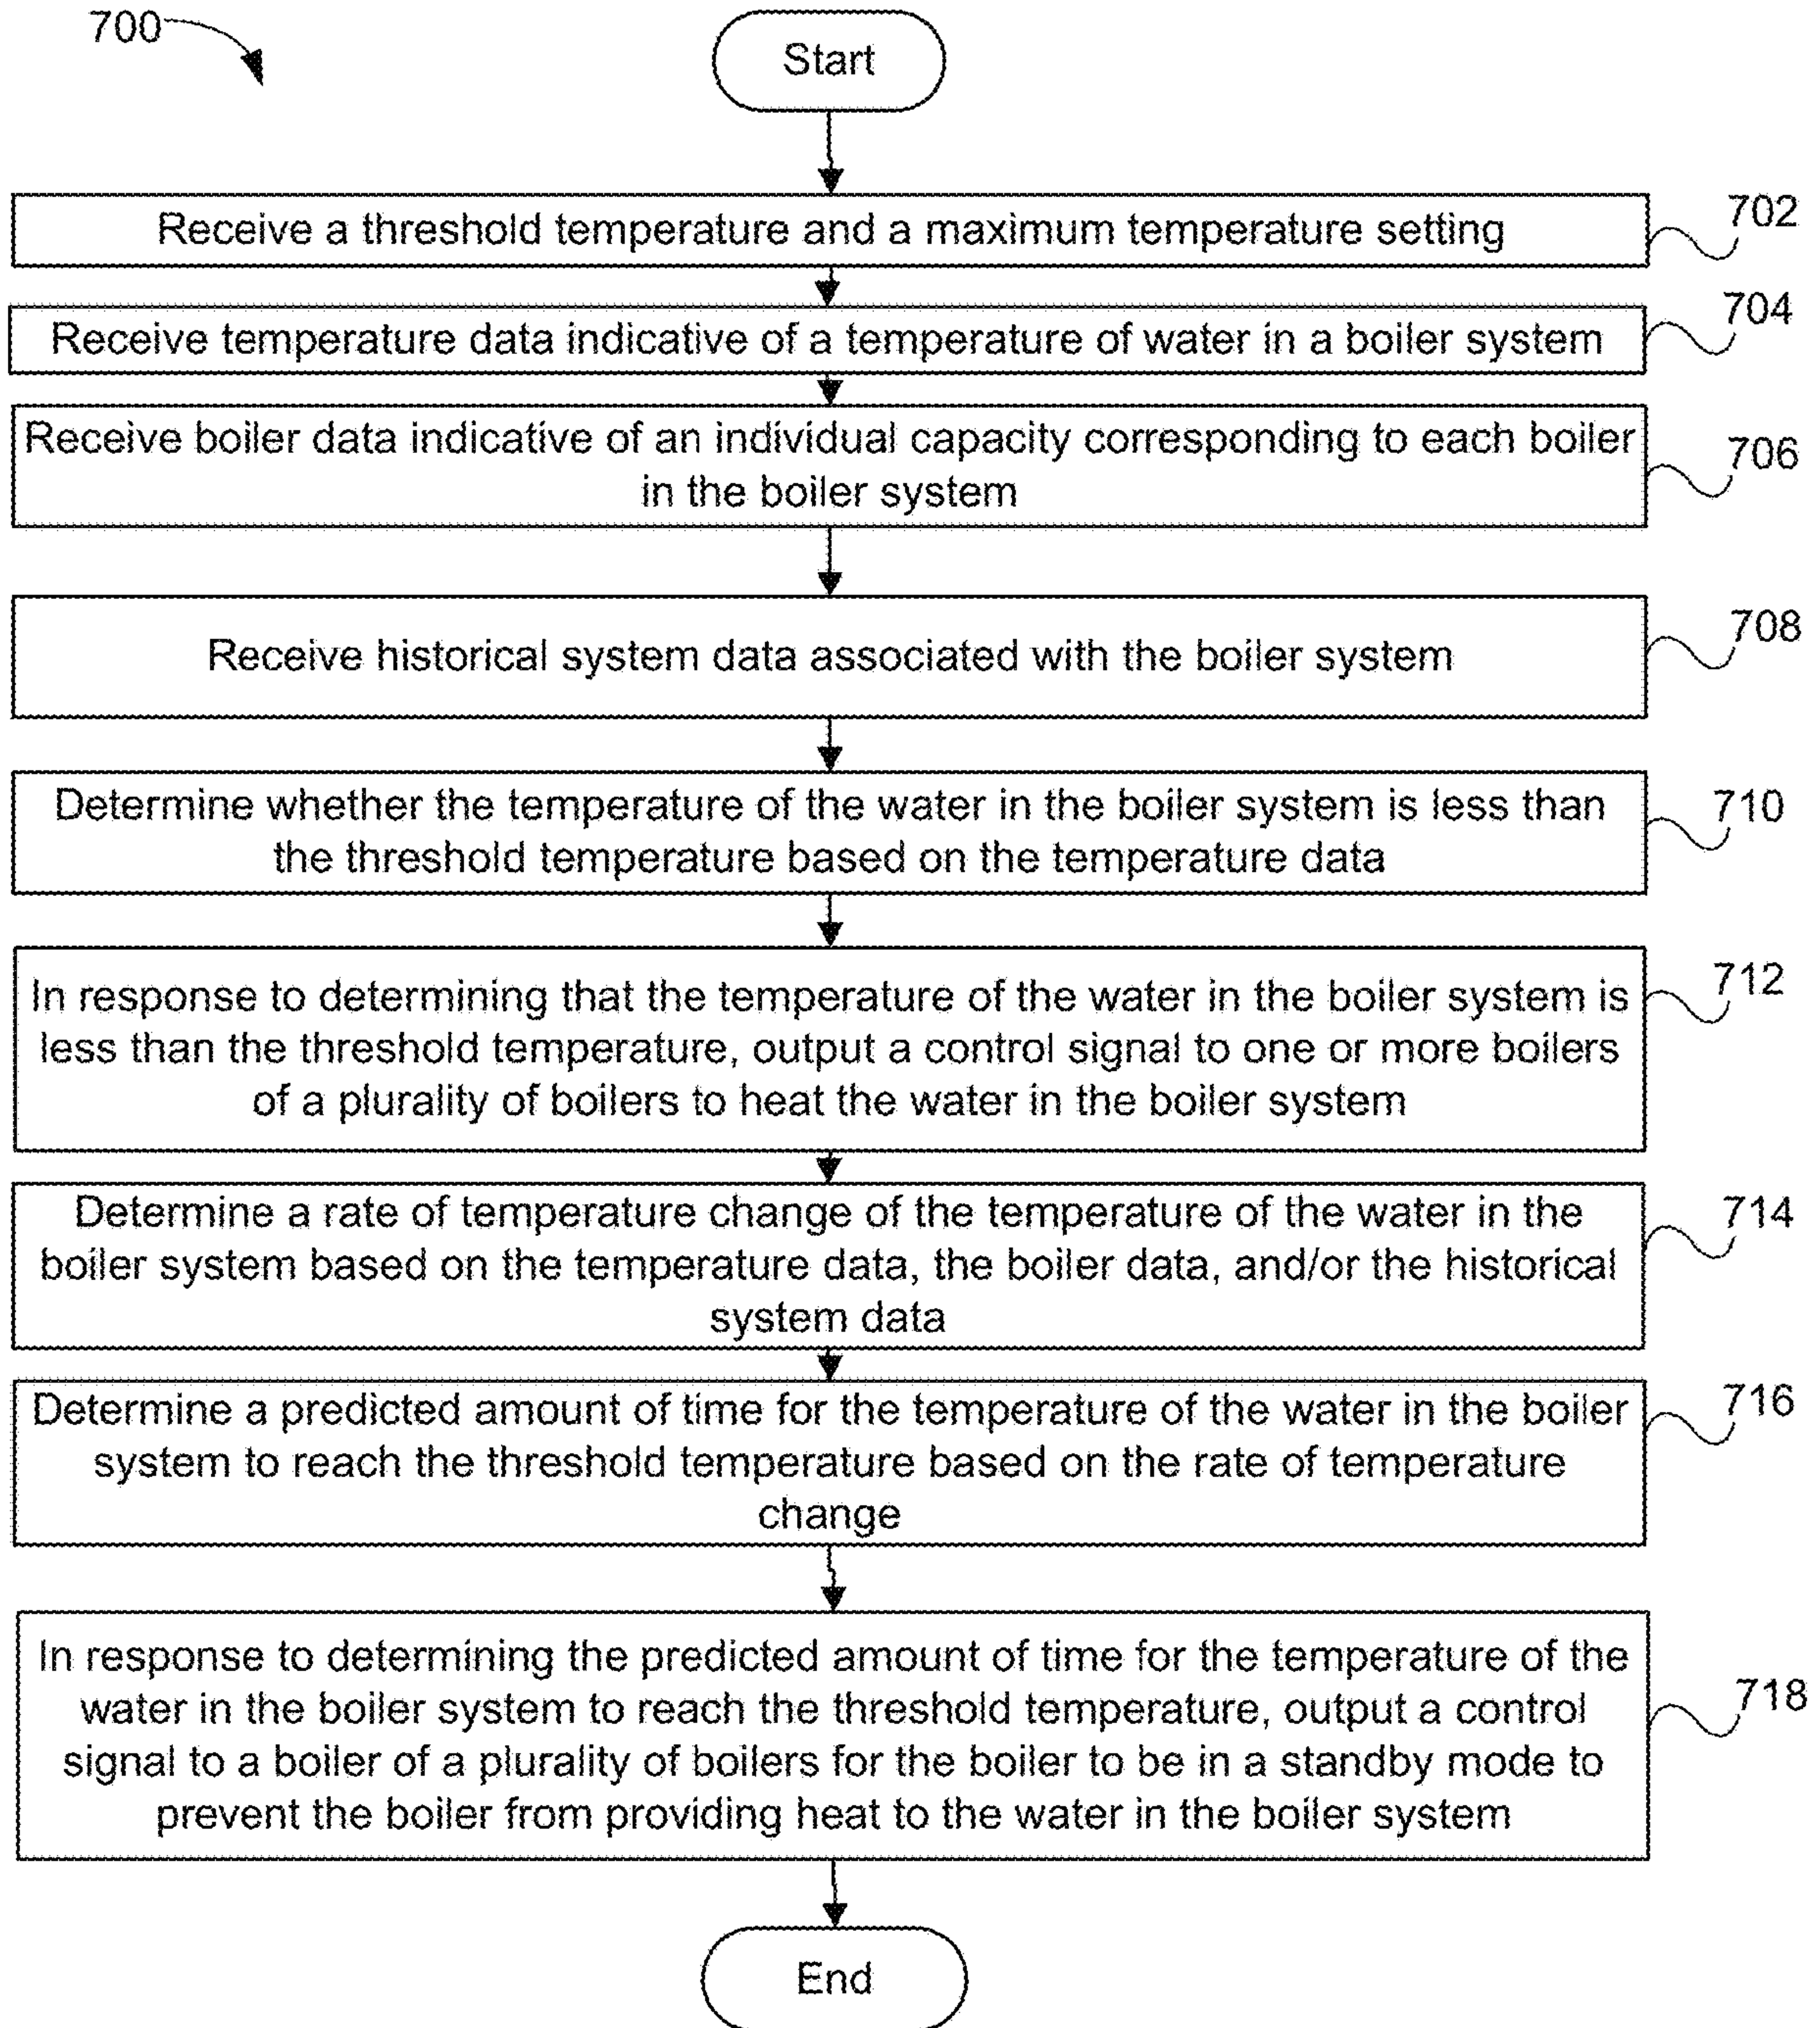 700
Start
Receive a threshold temperature and a maximum temperature setting
702
Receive temperature data indicative of a temperature of water in a boiler system
704
Receive boiler data indicative of an individual capacity corresponding to each boiler
in the boiler system
706
Receive historical system data associated with the boiler system
708
Determine whether the temperature of the water in the boiler system is less than
the threshold temperature based on the temperature data
710
In response to determining that the temperature of the water in the boiler system is
less than the threshold temperature, output a control signal to one or more boilers
of a plurality of boilers to heat the water in the boiler system
712
Determine a rate of temperature change of the temperature of the water in the
boiler system based on the temperature data, the boiler data, and/or the historical
system data
714
Determine a predicted amount of time for the temperature of the water in the boiler
system to reach the threshold temperature based on the rate of temperature
change
716
In response to determining the predicted amount of time for the temperature of the
water in the boiler system to reach the threshold temperature, output a control
signal to a boiler of a plurality of boilers for the boiler to be in a standby mode to
prevent the boiler from providing heat to the water in the boiler system
718
End